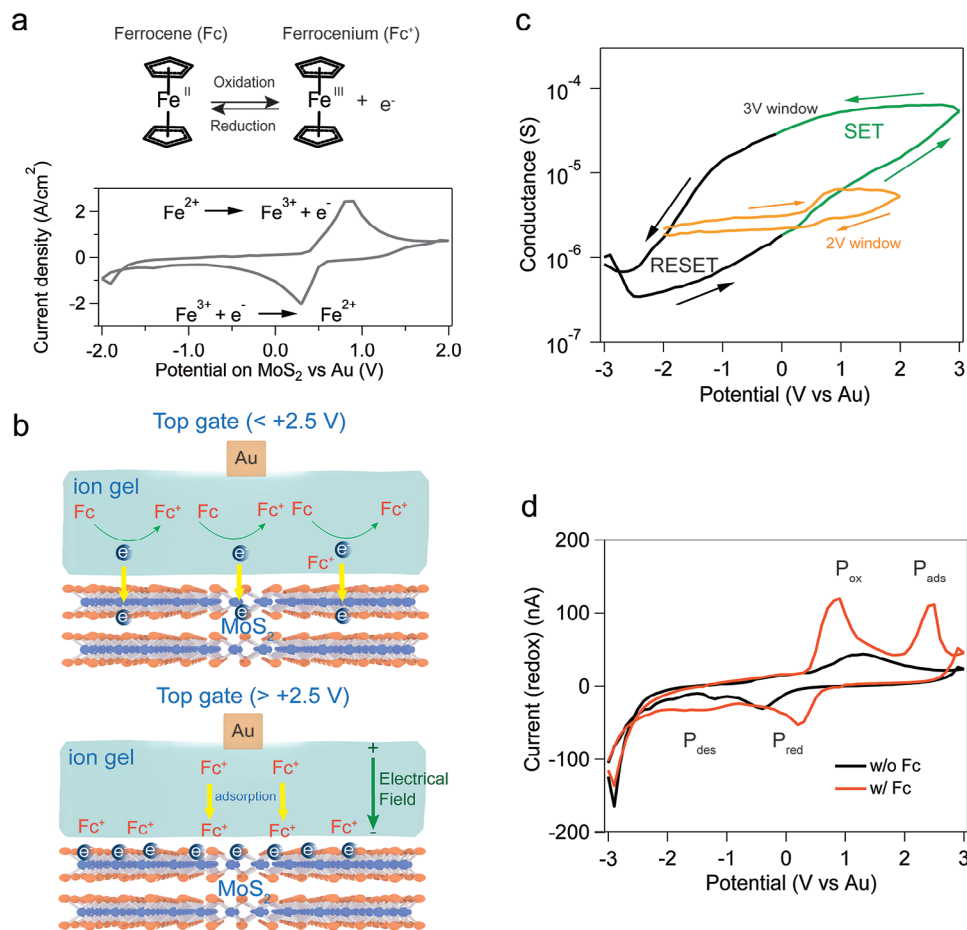 a
Ferrocene (Fc) Ferrocenium (Fc⁺)
Fe II Oxidation Fe III + e⁻
Reduction
Current density (A/cm²)
2
0
-2
Fe²⁺ Fe³⁺ + e⁻
Fe³⁺ + e⁻ Fe²⁺
-2.0 -1.0 0.0 1.0 2.0
Potential on MoS₂ vs Au (V)
b
Top gate (< +2.5 V)
Au
ion gel
Fc Fc⁺ Fc Fc⁺ Fc Fc⁺
e e Fc⁺ e
e e e
MoS₂
Top gate (> +2.5 V)
Au
ion gel
Fc⁺ Fc⁺
+
adsorption
Electrical
Field
Fc⁺ Fc⁺ Fc⁺ Fc⁺ Fc⁺
-
e e e e e e e
MoS₂
c
Conductance (S)
10⁻⁴
10⁻⁵
10⁻⁶
10⁻⁷
3V window
SET
2V window
RESET
-3 -2 -1 0 1 2 3
Potential (V vs Au)
d
Current (redox) (nA)
200
100
0
-100
-200
Pox Pads
Pdes Pred
w/o Fc
w/ Fc
-3 -2 -1 0 1 2 3
Potential (V vs Au)